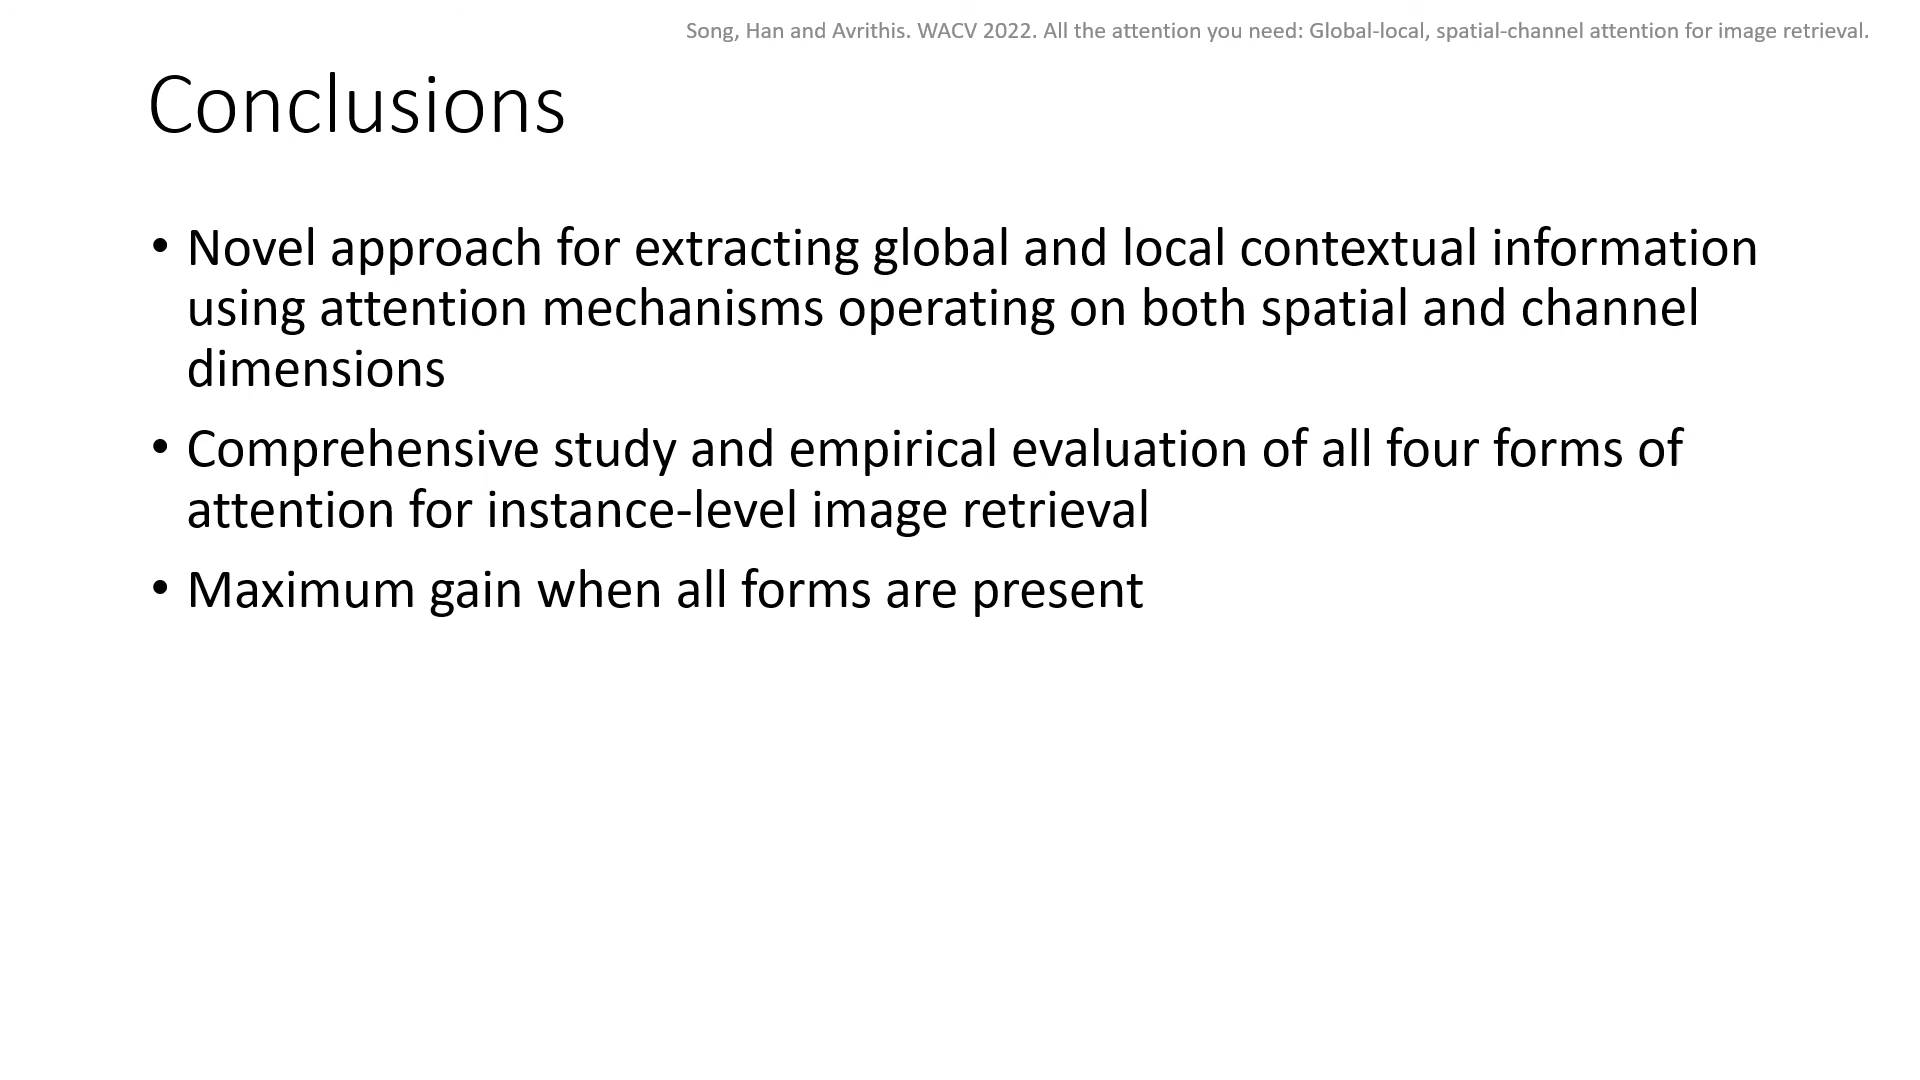 Song, Han and Avrithis. WACV 2022. All the attention you need: Global-local, spatial-channel attention for image retrieval.
Conclusions
• Novel approach for extracting global and local contextual information
using attention mechanisms operating on both spatial and channel
dimensions
• Comprehensive study and empirical evaluation of all four forms of
attention for instance-level image retrieval
• Maximum gain when all forms are present